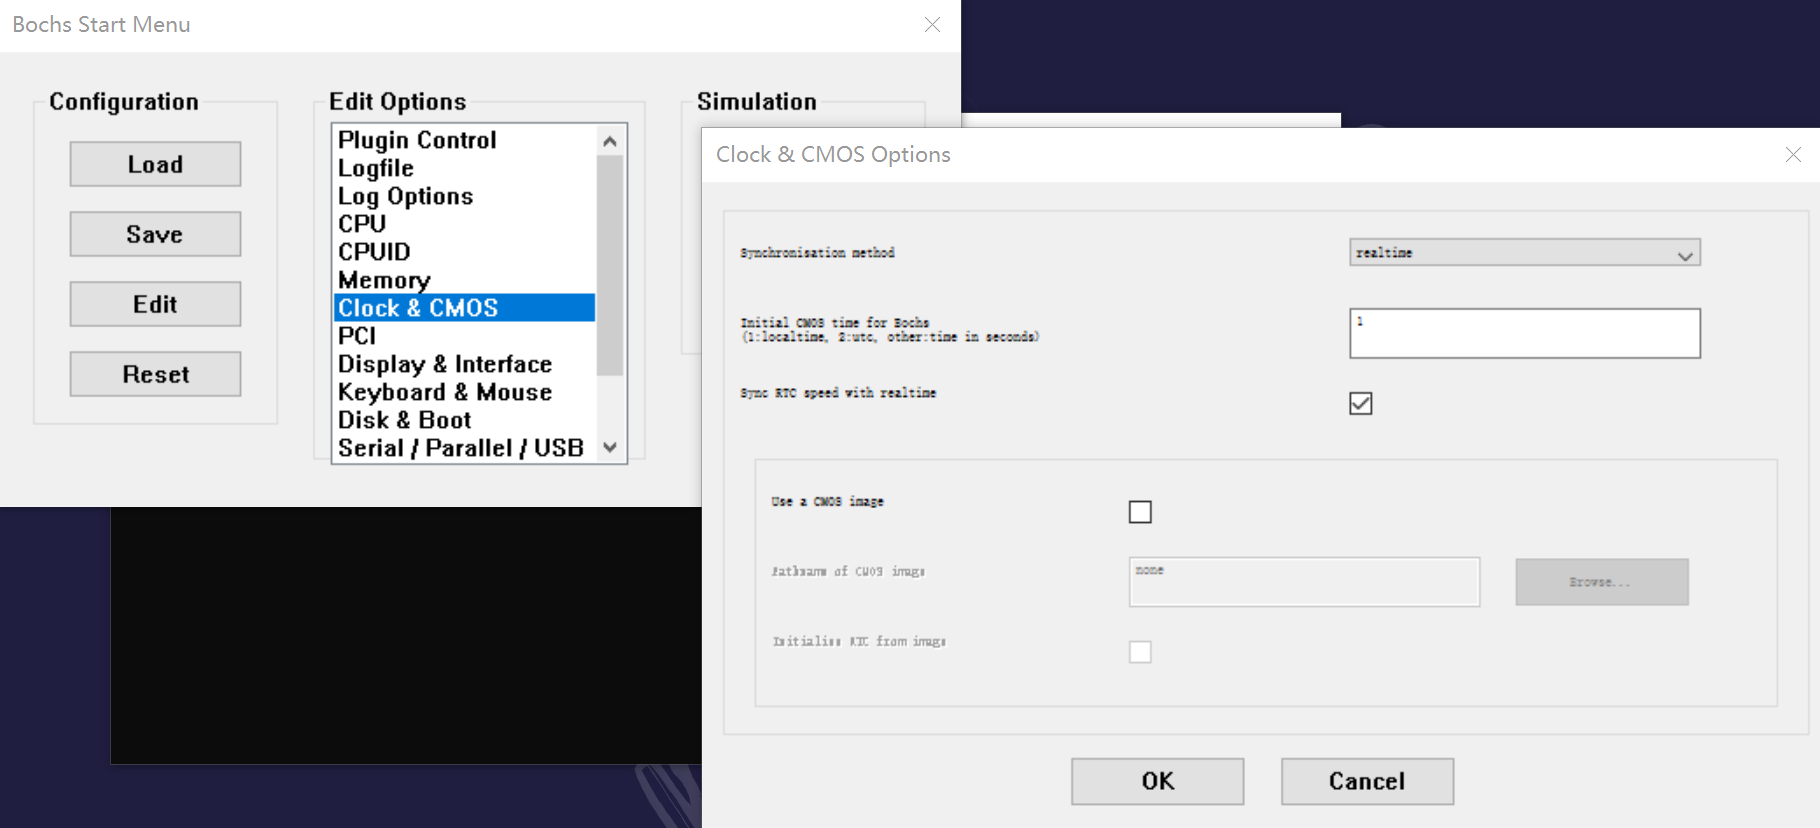 Bochs Start Menu
Configuration
Load
Save
Edit
Reset
Edit Options
Plugin Control
Logfile
Log Options
CPU
CPUID
Memory
Clock & CMOS
PCI
Display & Interface
Keyboard & Mouse
Disk & Boot
Serial / Parallel / USB
Simulation
Clock & CMOS Options
Synchronisation method
realtime
Initial CMOS time for Bochs
(1:localtime, 2:utc, other:time in seconds)
1
Sync RTC speed with realtime
Use a CMOS image
Pathname of CMOS image
none
Browse...
Initialize RTC from image
OK
Cancel